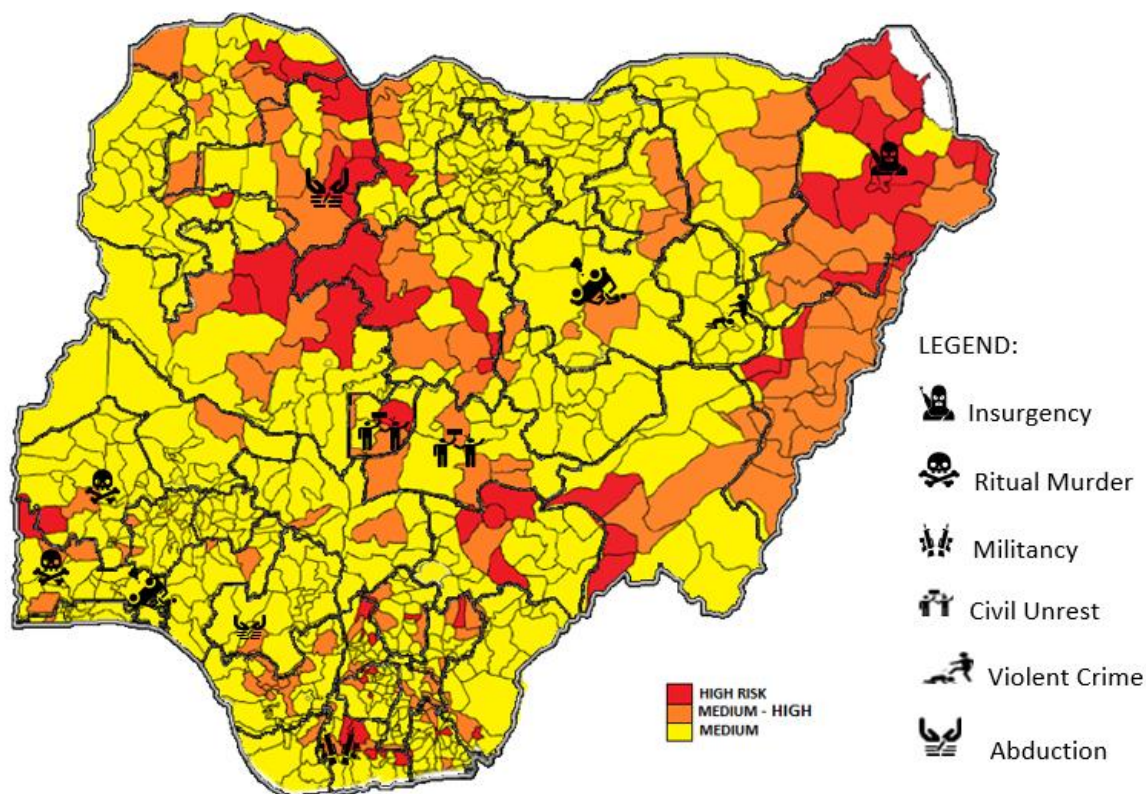 LEGEND:
Insurgency
Ritual Murder
Militancy
Civil Unrest
Violent Crime
Abduction
HIGH RISK
MEDIUM - HIGH
MEDIUM